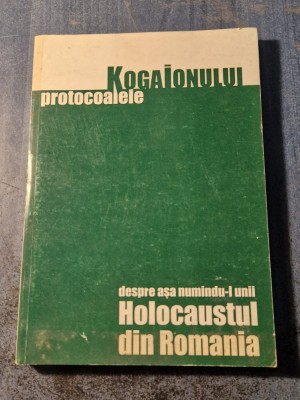 KOGAIONULUI
protocoalele
despre așa numindu-l unii
Holocaustul
din Romania